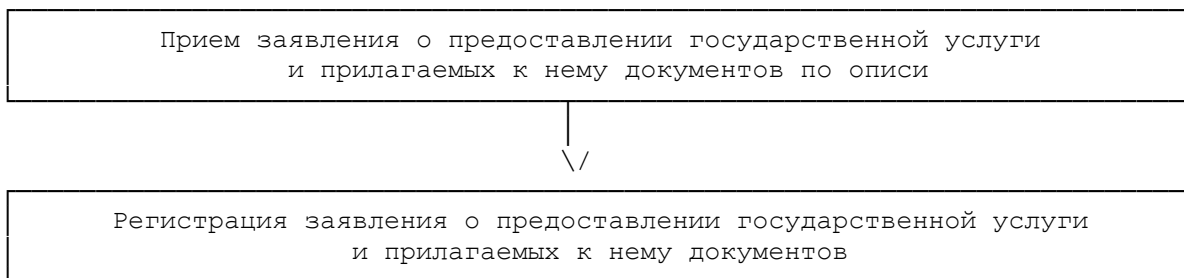 Прием заявления о предоставлении государственной услуги
и прилагаемых к нему документов по описи
\/
Регистрация заявления о предоставлении государственной услуги
и прилагаемых к нему документов